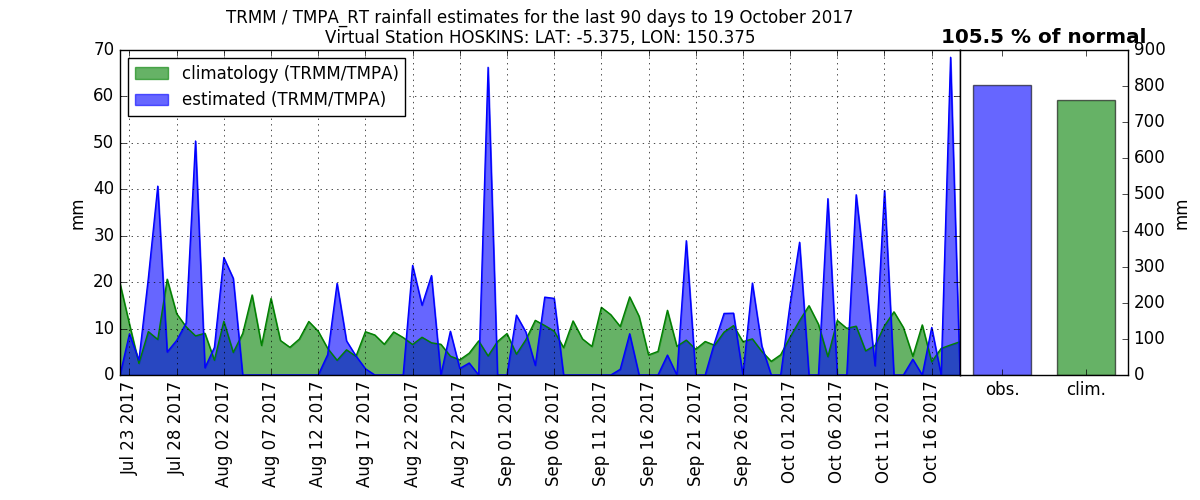 TRMM / TMPA_RT rainfall estimates for the last 90 days to 19 October 2017
Virtual Station HOSKINS: LAT: -5.375, LON: 150.375
105.5 % of normal
climatology (TRMM/TMPA)
estimated (TRMM/TMPA)
70
60
50
40
30
20
10
0
mm
Jul 23 2017
Jul 28 2017
Aug 02 2017
Aug 07 2017
Aug 12 2017
Aug 17 2017
Aug 22 2017
Aug 27 2017
Sep 01 2017
Sep 06 2017
Sep 11 2017
Sep 16 2017
Sep 21 2017
Sep 26 2017
Oct 01 2017
Oct 06 2017
Oct 11 2017
Oct 16 2017
900
800
700
600
500
400
300
200
100
0
mm
obs.
clim.